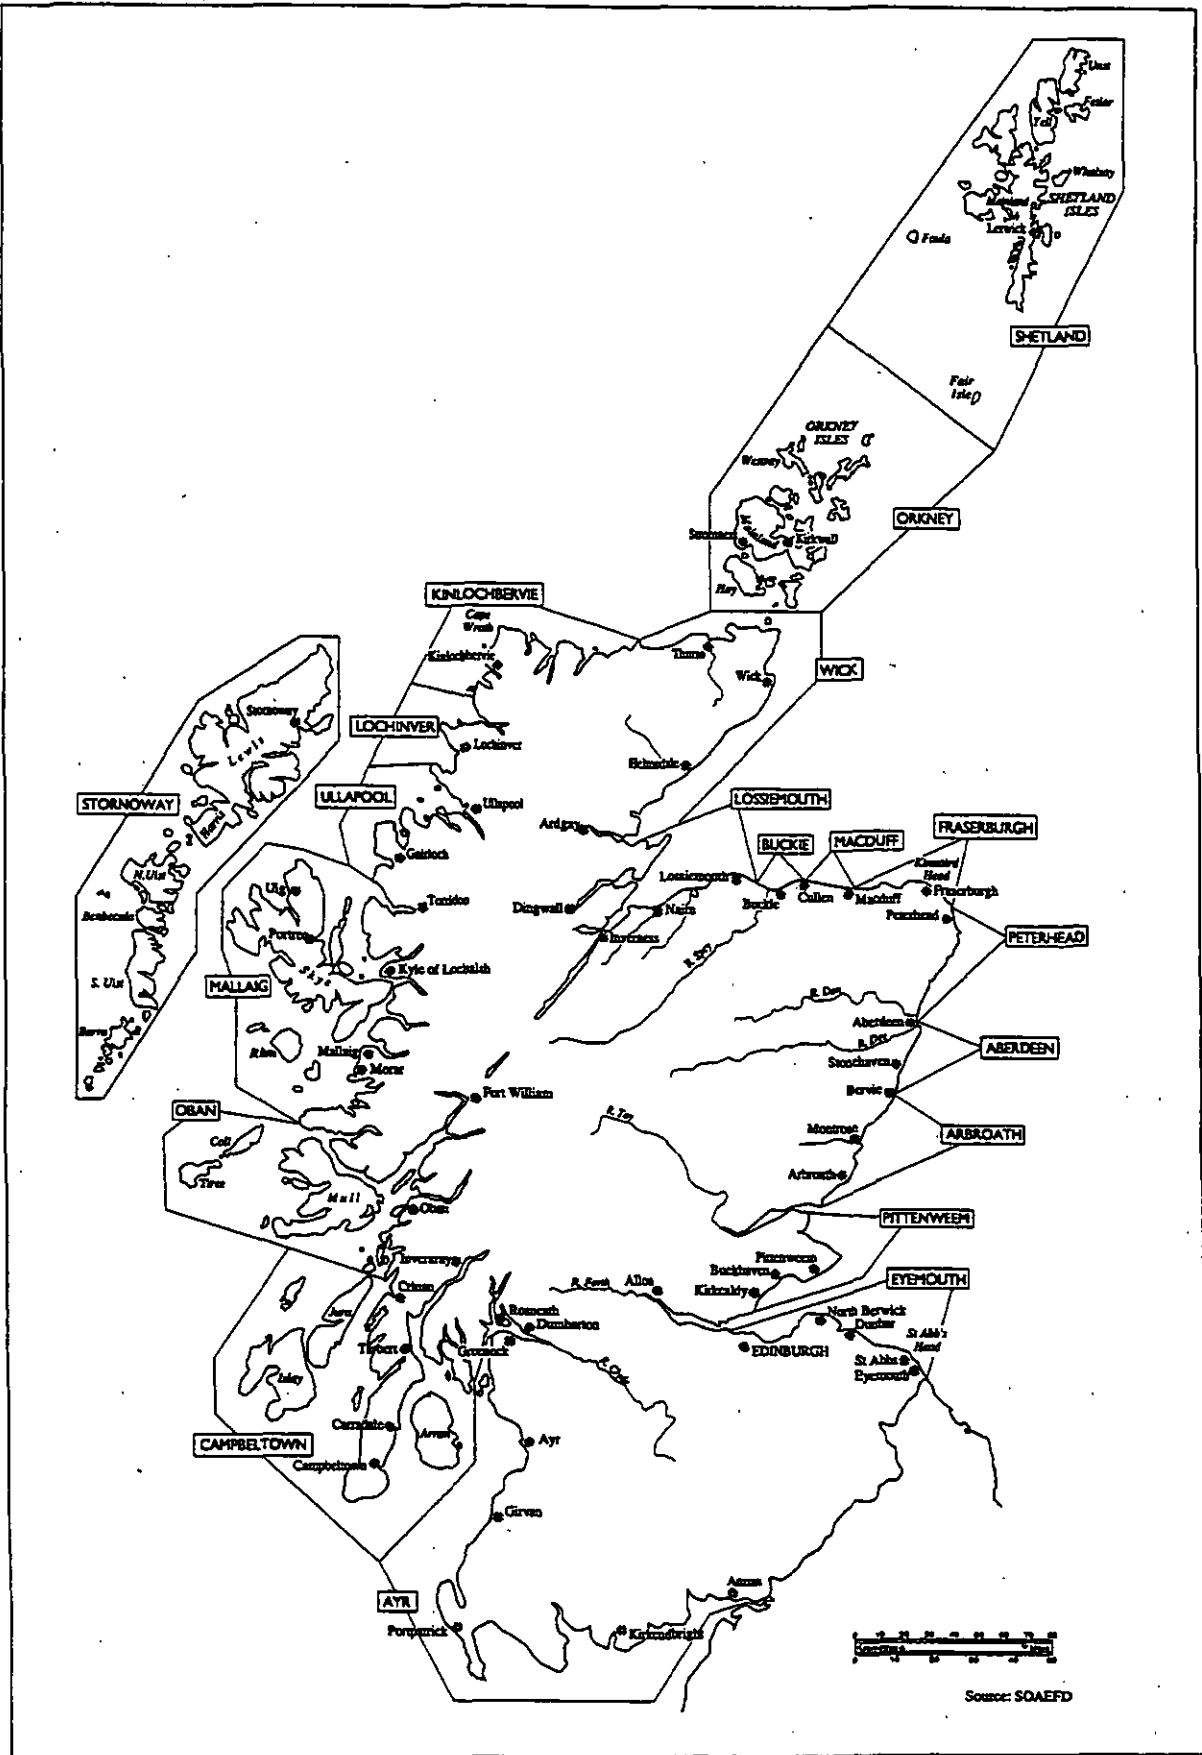 Unst
Fetlar
Yell
Whalsay
Mainland
SHETLAND
ISLES
Lerwick
Foula
SHETLAND
Fair
Isle
ORKNEY
ISLES
Westray
ORKNEY
Mainland
Stromness
Kirkwall
Hoy
KINLOCHBERVIE
Cape
Wrath
Kinlochbervie
Thurso
Wick
WICK
Stornoway
Lewis
LOCHINVER
Lochinver
Helmsdale
STORNOWAY
ULLAPOOL
Ullapool
Harris
LOSSIEMOUTH
Ardgay
FRASERBURGH
BUCKIE
MACDUFF
Gairloch
Kinnaird
Head
N. Uist
Uig
Lossiemouth
Buckie
Cullen
Macduff
Fraserburgh
Benbecula
Torridon
Dingwall
Nairn
Peterhead
Portree
Inverness
PETERHEAD
R. Spey
Skye
Kyle of Lochalsh
S. Uist
MALLAIG
R. Don
Aberdeen
Barra
Rhum
Mallaig
Morar
R. Dee
ABERDEEN
Stonehaven
Fort William
Bervie
OBAN
R. Tay
Coll
Montrose
ARBROATH
Tiree
Arbroath
Mull
Oban
PITTENWEEM
Inveraray
Pittenweem
Buckhaven
EYEMOUTH
R. Forth
Alloa
Kirkcaldy
Crinan
Jura
Rosneath
Dumbarton
North Berwick
Dunbar
St Abb's
Head
Tarbert
Greenock
EDINBURGH
St Abbs
Eyemouth
R. Clyde
Islay
Carradale
Arran
Ayr
CAMPBELTOWN
Campbeltown
Girvan
Annan
AYR
Portpatrick
Kirkcudbright
Source: SOAEFD